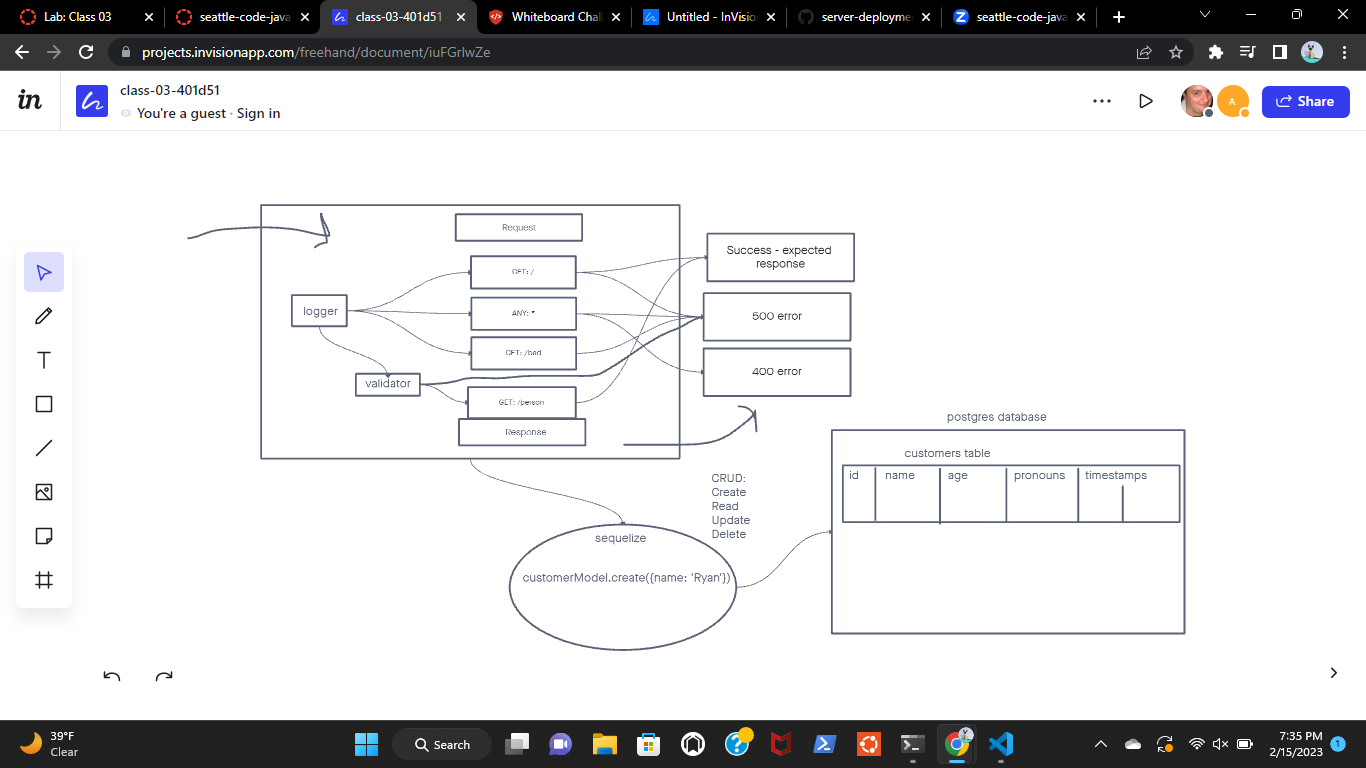 Lab: Class 03
seattle-code-java
class-03-401d51
Whiteboard Chal
Untitled - InVisio
server-deployme
seattle-code-java
projects.invisionapp.com/freehand/document/iuFGrlwZe
in
class-03-401d51
You're a guest · Sign in
A
Share
Request
GET: /
ANY: *
GET: /bad
GET: /person
Response
logger
validator
Success - expected
response
500 error
400 error
postgres database
customers table
id name age pronouns timestamps
CRUD:
Create
Read
Update
Delete
sequelize
customerModel.create({name: 'Ryan'})
39°F
Clear
Search
7:35 PM
2/15/2023
1